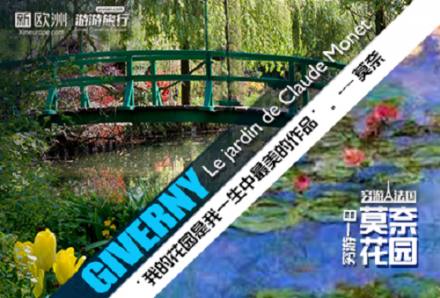 新欧洲
Xineurope.com
游游旅行
GIVERNY
Le jardin de Claude Monet
"我的花园是我一生中最美的作品"。—莫奈
穷游法国
莫奈
花园